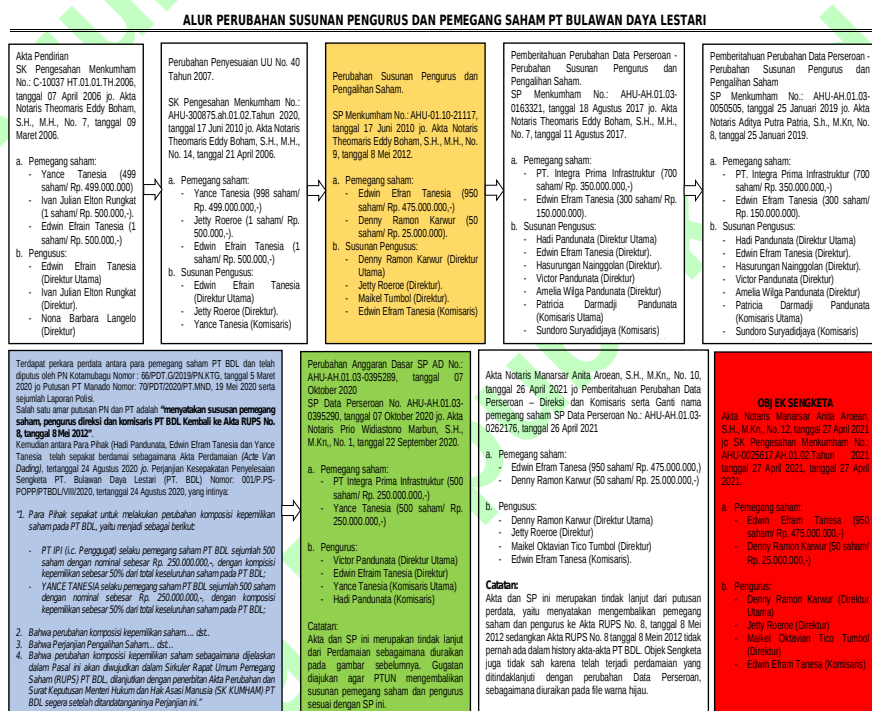 ALUR PERUBAHAN SUSUNAN PENGURUS DAN PEMEGANG SAHAM PT BULAWAN DAYA LESTARI
Akta Pendirian
SK Pengesahan Menkumham
No.: C-10037 HT.01.01.TH.2006,
tanggal 07 April 2006 jo. Akta
Notaris Theomaris Eddy Boham,
S.H., M.H., No. 7, tanggal 09
Maret 2006.
a. Pemegang saham:
- Yance Tanesia (499
saham/ Rp. 499.000.000)
- Ivan Julian Elton Rungkat
(1 saham/ Rp. 500.000,-).
- Edwin Efrain Tanesia (1
saham/ Rp. 500.000,-)
b. Pengurus:
- Edwin Efrain Tanesia
(Direktur Utama)
- Ivan Julian Elton Rungkat
(Direktur).
- Nona Barbara Langelo
(Direktur)
Perubahan Penyesuaian UU No. 40
Tahun 2007.
SK Pengesahan Menkumham No.:
AHU-300875.ah.01.02.Tahun 2020,
tanggal 17 Juni 2010 jo. Akta Notaris
Theomaris Eddy Boham, S.H., M.H.,
No. 14, tanggal 21 April 2006.
a. Pemegang saham:
- Yance Tanesia (998 saham/
Rp. 499.000.000,-)
- Jetty Roeroe (1 saham/ Rp.
500.000,-).
- Edwin Efram Tanesia (1
saham/ Rp. 500.000,-)
b. Susunan Pengusus:
- Edwin Efrain Tanesia
(Direktur Utama)
- Jetty Roeroe (Direktur).
- Yance Tanesia (Komisaris)
Perubahan Susunan Pengurus dan
Pengalihan Saham.
SP Menkumham No.: AHU-01.10-21117,
tanggal 17 Juni 2010 jo. Akta Notaris
Theomaris Eddy Boham, S.H., M.H., No.
9, tanggal 8 Mei 2012.
a. Pemegang saham:
- Edwin Efran Tanesia (950
saham/ Rp. 475.000.000,-)
- Denny Ramon Karwur (50
saham/ Rp. 25.000.000).
b. Susunan Pengusus:
- Denny Ramon Karwur (Direktur
Utama)
- Jetty Roeroe (Direktur).
- Maikel Tumbol (Direktur).
- Edwin Efram Tanesia (Komisaris)
Pemberitahuan Perubahan Data Perseroan -
Perubahan Susunan Pengurus dan
Pengalihan Saham.
SP Menkumham No.: AHU-AH.01.03-
0163321, tanggal 18 Agustus 2017 jo. Akta
Notaris Theomaris Eddy Boham, S.H., M.H.,
No. 7, tanggal 11 Agustus 2017.
a. Pemegang saham:
- PT. Integra Prima Infrastruktur (700
saham/ Rp. 350.000.000,-)
- Edwin Efram Tanesia (300 saham/ Rp.
150.000.000).
b. Susunan Pengusus:
- Hadi Pandunata (Direktur Utama)
- Edwin Efram Tanesia (Direktur).
- Hasurungan Nainggolan (Direktur).
- Victor Pandunata (Direktur)
- Amelia Wilga Pandunata (Direktur)
- Patricia Darmadji Pandunata
(Komisaris Utama)
- Sundoro Suryadidjaya (Komisaris)
Pemberitahuan Perubahan Data Perseroan -
Perubahan Susunan Pengurus dan
Pengalihan Saham
SP Menkumham No.: AHU-AH.01.03-
0050505, tanggal 25 Januari 2019 jo. Akta
Notaris Aditya Putra Patria, S.h., M.Kn, No.
8, tanggal 25 Januari 2019.
a. Pemegang saham:
- PT. Integra Prima Infrastruktur (700
saham/ Rp. 350.000.000,-)
- Edwin Efram Tanesia (300 saham/
Rp. 150.000.000).
b. Susunan Pengusus:
- Hadi Pandunata (Direktur Utama)
- Edwin Efram Tanesia (Direktur).
- Hasurungan Nainggolan (Direktur).
- Victor Pandunata (Direktur)
- Amelia Wilga Pandunata (Direktur)
- Patricia Darmadji Pandunata
(Komisaris Utama)
- Sundoro Suryadidjaya (Komisaris)
Terdapat perkara perdata antara para pemegang saham PT BDL dan telah
diputus oleh PN Kotamubagu Nomor : 66/PDT.G/2019/PN.KTG, tanggal 5 Maret
2020 jo Putusan PT Manado Nomor: 70/PDT/2020/PT.MND, 19 Mei 2020 serta
sejumlah Laporan Polisi.
Salah satu amar putusan PN dan PT adalah "menyatakan sususnan pemegang
saham, pengurus direksi dan komisaris PT BDL Kembali ke Akta RUPS No.
8, tanggal 8 Mei 2012".
Kemudian antara Para Pihak (Hadi Pandunata, Edwin Efram Tanesia dan Yance
Tanesia telah sepakat berdamai sebagaimana Akta Perdamaian (Acte Van
Dading), tertanggal 24 Agustus 2020 jo. Perjanjian Kesepakatan Penyelesaian
Sengketa PT. Bulawan Daya Lestari (PT. BDL) Nomor: 001/P.PS-
POPP/PTBDL/VIII/2020, tertanggal 24 Agustus 2020, yang intinya:
"1. Para Pihak sepakat untuk melakukan perubahan komposisi kepemilikan
saham pada PT BDL, yaitu menjadi sebagai berikut:
- PT IPI (i.c. Penggugat) selaku pemegang saham PT BDL sejumlah 500
saham dengan nominal sebesar Rp. 250.000.000,-, dengan kompisisi
kepemilikan sebesar 50% dari total keseluruhan saham pada PT BDL;
- YANCE TANESIA selaku pemegang saham PT BDL sejumlah 500 saham
dengan nominal sebesar Rp. 250.000.000,-, dengan komposisi
kepemilikan sebesar 50% dari total keseluruhan saham pada PT BDL;
2. Bahwa perubahan komposisi kepemilikan saham.... dst..
3. Bahwa Perjanjian Pengalihan Saham... dst...
4. Bahwa perubahan komposisi kepemilikan saham sebagaimana dijelaskan
dalam Pasal ini akan diwujudkan dalam Sirkuler Rapat Umum Pemegang
Saham (RUPS) PT BDL, dilanjutkan dengan penerbitan Akta Perubahan dan
Surat Keputusan Menteri Hukum dan Hak Asasi Manusia (SK KUMHAM) PT
BDL segera setelah ditandatanganinya Perjanjian ini."
Perubahan Anggaran Dasar SP AD No.:
AHU-AH.01.03-0395289, tanggal 07
Oktober 2020
SP Data Perseroan No. AHU-AH.01.03-
0395290, tanggal 07 Oktober 2020 jo. Akta
Notaris Prio Widiastono Marbun, S.H.,
M.Kn,, No. 1, tanggal 22 September 2020.
a. Pemegang saham:
- PT Integra Prima Infrastruktur (500
saham/ Rp. 250.000.000,-)
- Yance Tanesia (500 saham/ Rp.
250.000.000,-)
b. Pengurus:
- Victor Pandunata (Direktur Utama)
- Edwin Efraim Tanesia (Direktur)
- Yance Tanesia (Komisaris Utama)
- Hadi Pandunata (Komisaris)
Catatan:
Akta dan SP ini merupakan tindak lanjut
dari Perdamaian sebagaimana diuraikan
pada gambar sebelumnya. Gugatan
diajukan agar PTUN mengembalikan
susunan pemegang saham dan pengurus
sesuai dengan SP ini.
Akta Notaris Manarsar Anita Aroean, S.H., M.Kn,, No. 10,
tanggal 26 April 2021 jo Pemberitahuan Perubahan Data
Perseroan – Direksi dan Komisaris serta Ganti nama
pemegang saham SP Data Perseroan No.: AHU-AH.01.03-
0262176, tanggal 26 April 2021
a. Pemegang saham:
- Edwin Efram Tanesa (950 saham/ Rp. 475.000.000,)
- Denny Ramon Karwur (50 saham/ Rp. 25.000.000,-)
b. Pengusus:
- Denny Ramon Karwur (Direktur Utama)
- Jetty Roeroe (Direktur)
- Maikel Oktavian Tico Tumbol (Direktur)
- Edwin Efram Tanesa (Komisaris).
Catatan:
Akta dan SP ini merupakan tindak lanjut dari putusan
perdata, yaitu menyatakan mengembalikan pemegang
saham dan pengurus ke Akta RUPS No. 8, tanggal 8 Mei
2012 sedangkan Akta RUPS No. 8 tanggal 8 Mein 2012 tidak
pernah ada dalam history akta-akta PT BDL. Objek Sengketa
juga tidak sah karena telah terjadi perdamaian yang
ditindaklanjuti dengan perubahan Data Perseroan,
sebagaimana diuraikan pada file warna hijau.
OBJEK SENGKETA
Akta Notaris Manarsar Anita Aroean,
S.H., M.Kn,, No. 12, tanggal 27 April 2021
jo SK Pengesahan Menkumham No.:
AHU-0025617.AH.01.02.Tahun 2021
tanggal 27 April 2021, tanggal 27 April
2021.
a. Pemegang saham:
- Edwin Efram Tanesa (950
saham/ Rp. 475.000.000,-)
- Denny Ramon Karwur (50 saham/
Rp. 25.000.000,-)
b. Pengurus:
- Denny Ramon Karwur (Direktur
Utama)
- Jetty Roeroe (Direktur)
- Maikel Oktavian Tico Tumbol
(Direktur)
- Edwin Efram Tanesa (Komisaris)